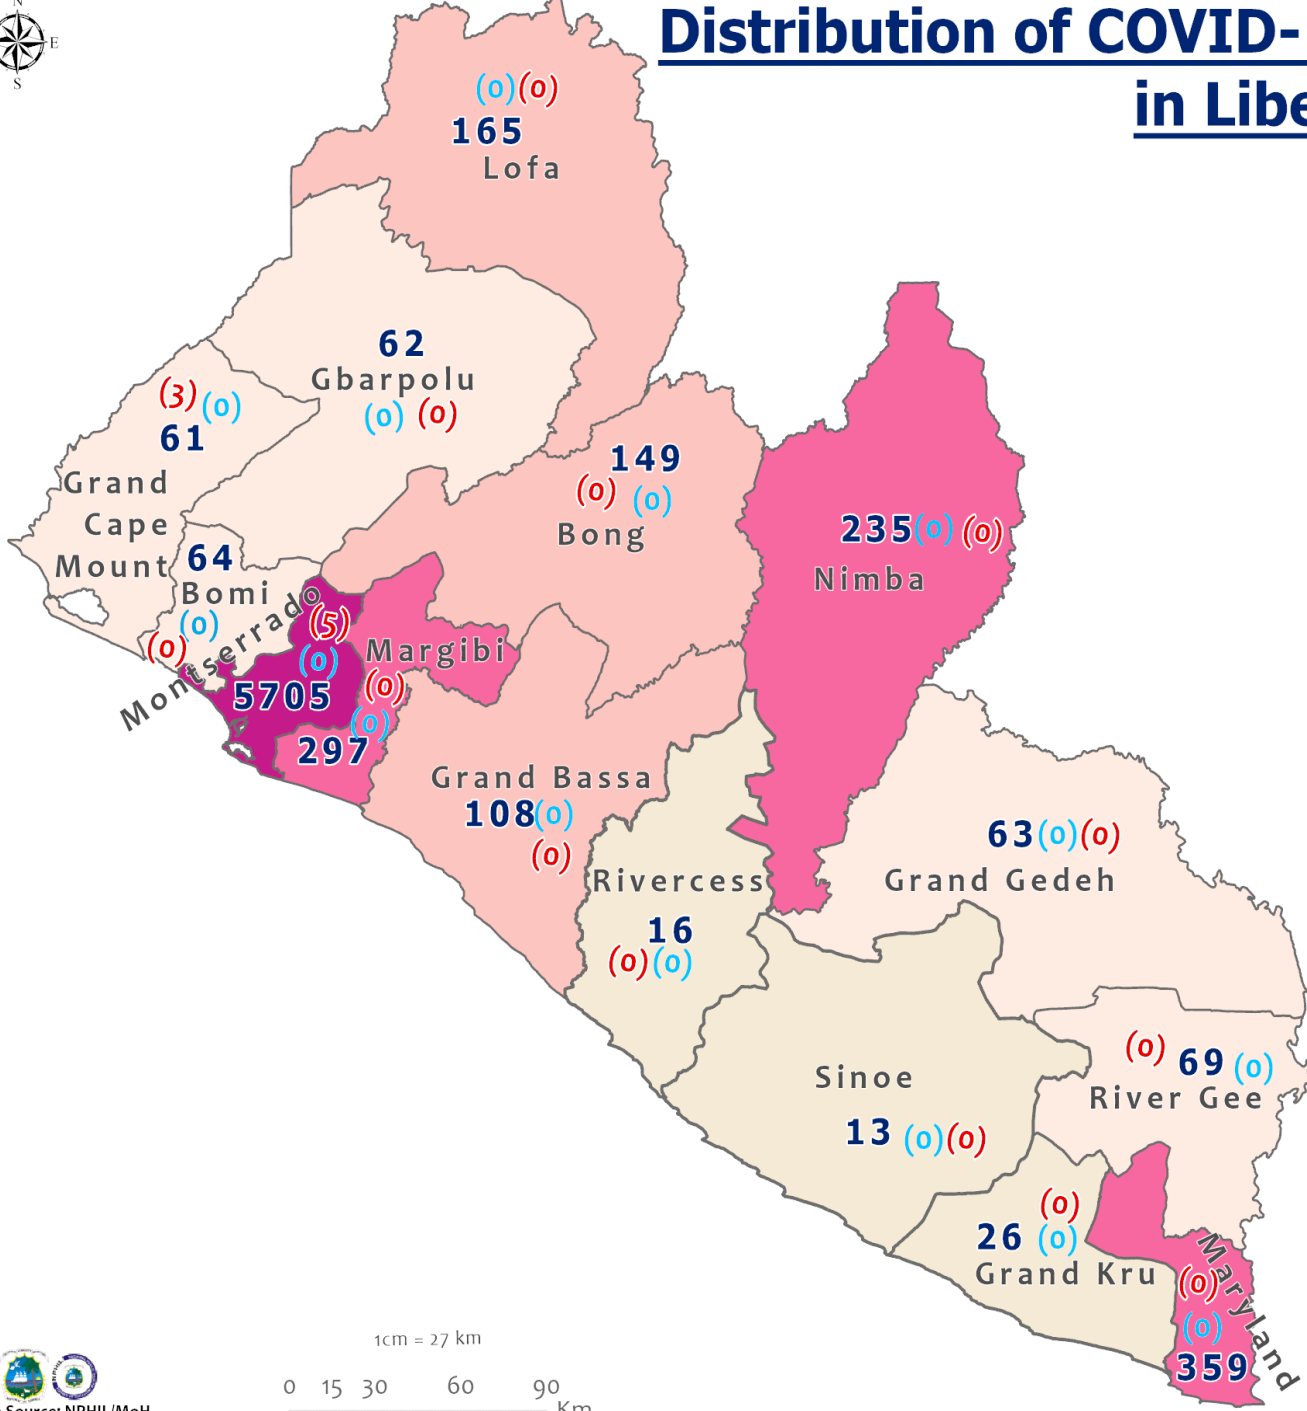 N
E
S
Distribution of COVID-
in Libe
(0)(0)
165
Lofa
62
Gbarpolu
(0) (0)
(3)(0)
61
Grand
Cape
Mount
149
(0) (0)
Bong
235(0) (0)
Nimba
64
Bomi
(0)
(0)
Montserrado
(5)
(0)
5705
Margibi
(0)
(0)
297
Grand Bassa
108(0)
(0)
Rivercess
16
(0)(0)
63(0)(0)
Grand Gedeh
Sinoe
13 (0)(0)
(0) 69 (0)
River Gee
(0)
26 (0)
Grand Kru
Maryland
(0)
(0)
359
1cm = 27 km
0 15 30 60 90
Km
Source: NPHIL/MoH